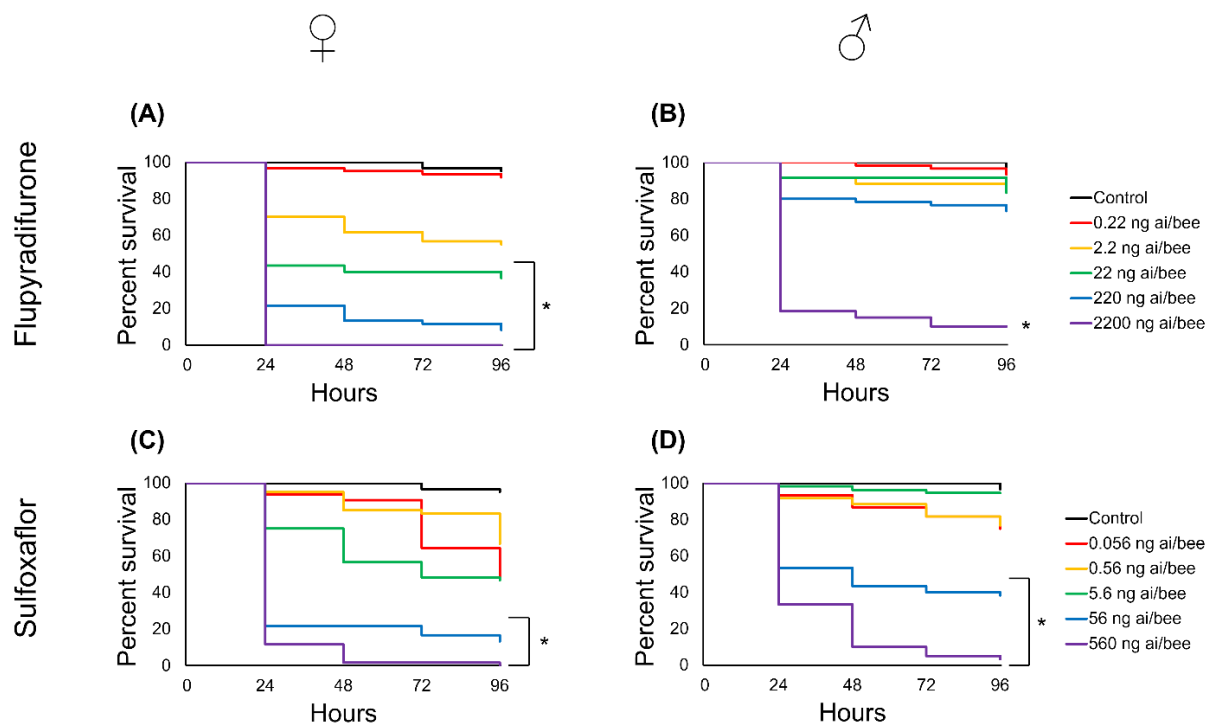 ♀
♂
(A)
(B)
Flupyradifurone
Percent survival
100
80
60
40
20
0
0 24 48 72 96
Hours
*
Percent survival
100
80
60
40
20
0
0 24 48 72 96
Hours
*
Control
0.22 ng ai/bee
2.2 ng ai/bee
22 ng ai/bee
220 ng ai/bee
2200 ng ai/bee
(C)
(D)
Sulfoxaflor
Percent survival
100
80
60
40
20
0
0 24 48 72 96
Hours
*
Percent survival
100
80
60
40
20
0
0 24 48 72 96
Hours
*
Control
0.056 ng ai/bee
0.56 ng ai/bee
5.6 ng ai/bee
56 ng ai/bee
560 ng ai/bee